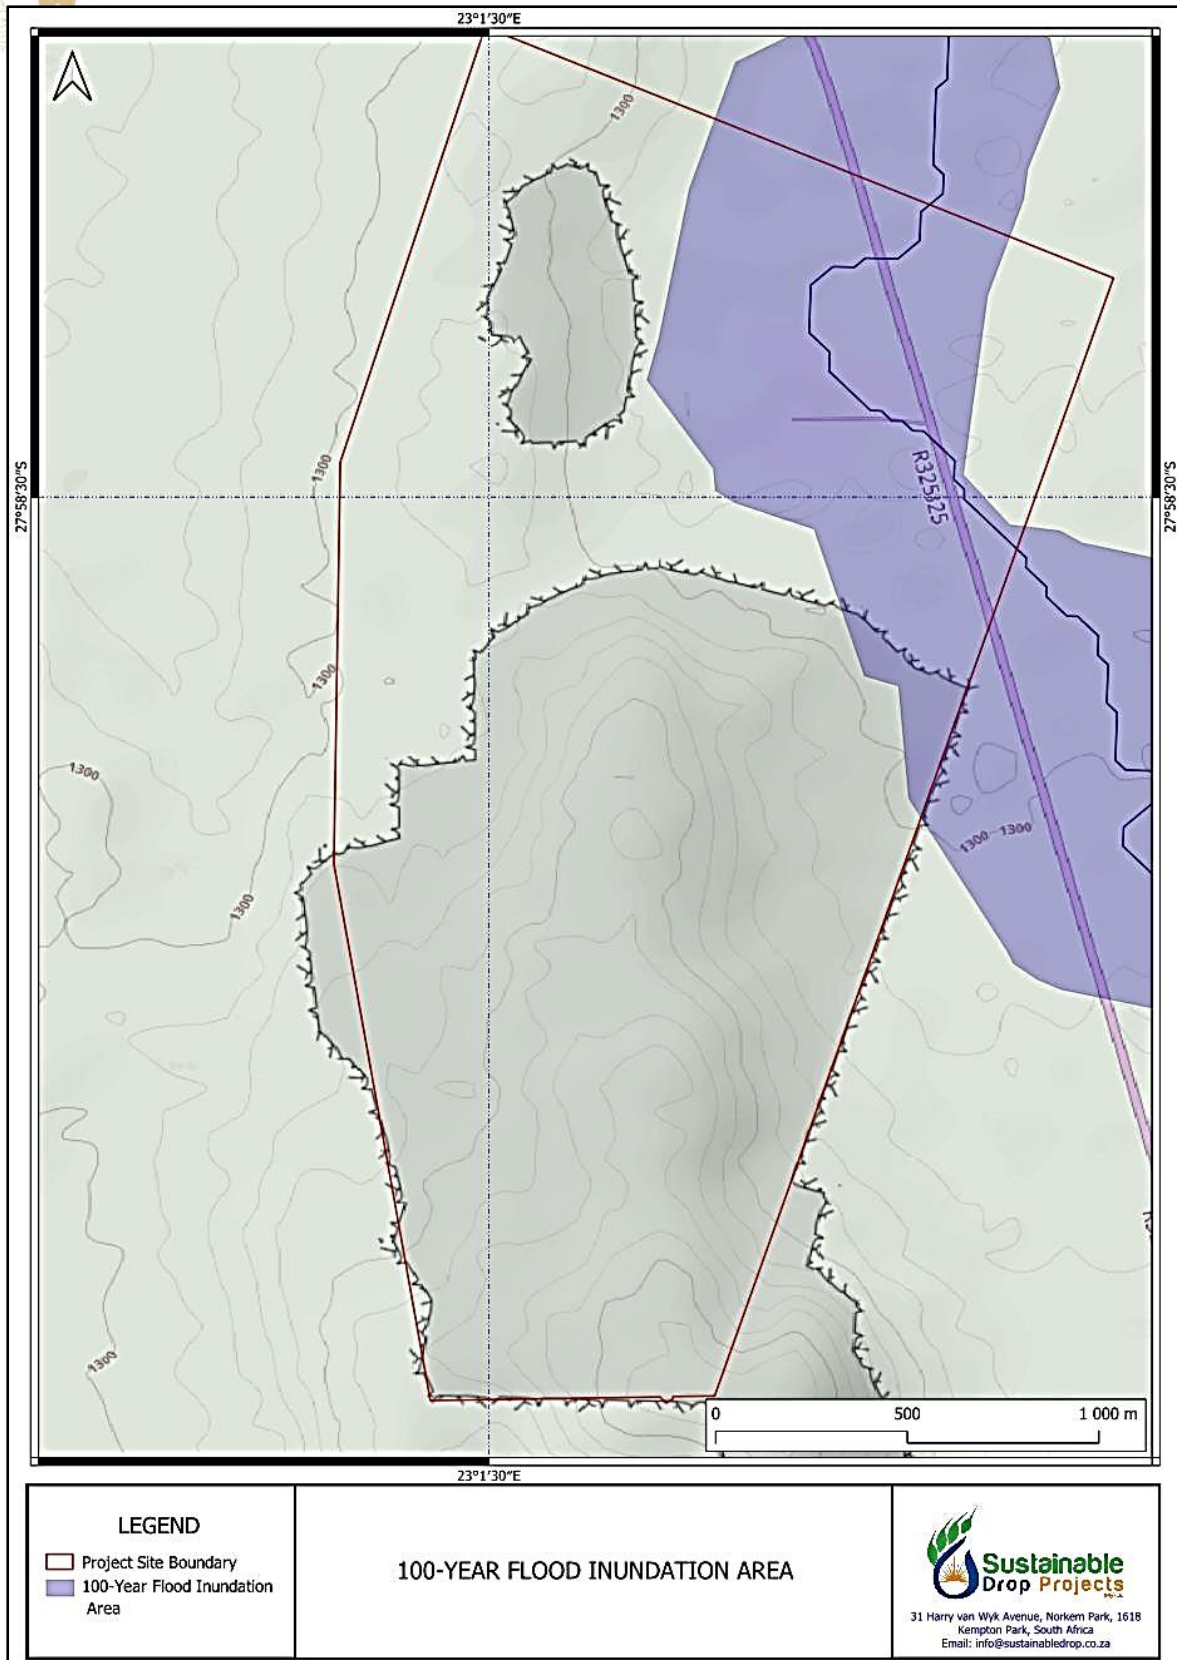 23°1'30"E
1300
27°58'30"S
1300
R325
325
27°58'30"S
1300
1300
1300-1300
1300
1300
0 500 1 000 m
23°1'30"E
LEGEND
Project Site Boundary
100-Year Flood Inundation
Area
100-YEAR FLOOD INUNDATION AREA
Sustainable
Drop Projects
31 Harry van Wyk Avenue, Norkem Park, 1618
Kempton Park, South Africa
Email: info@sustainabledrop.co.za